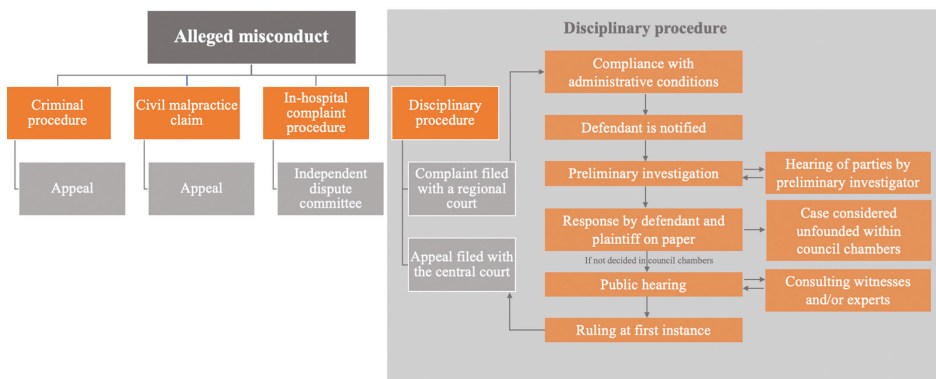 Alleged misconduct
Criminal
procedure
Civil malpractice
claim
In-hospital
complaint
procedure
Disciplinary
procedure
Appeal
Appeal
Independent
dispute
committee
Complaint filed
with a regional
court
Appeal filed with
the central court
Disciplinary procedure
Compliance with
administrative conditions
Defendant is notified
Preliminary investigation
Hearing of parties by
preliminary investigator
Response by defendant and
plaintiff on paper
Case considered
unfounded within
council chambers
If not decided in council chambers
Public hearing
Consulting witnesses
and/or experts
Ruling at first instance